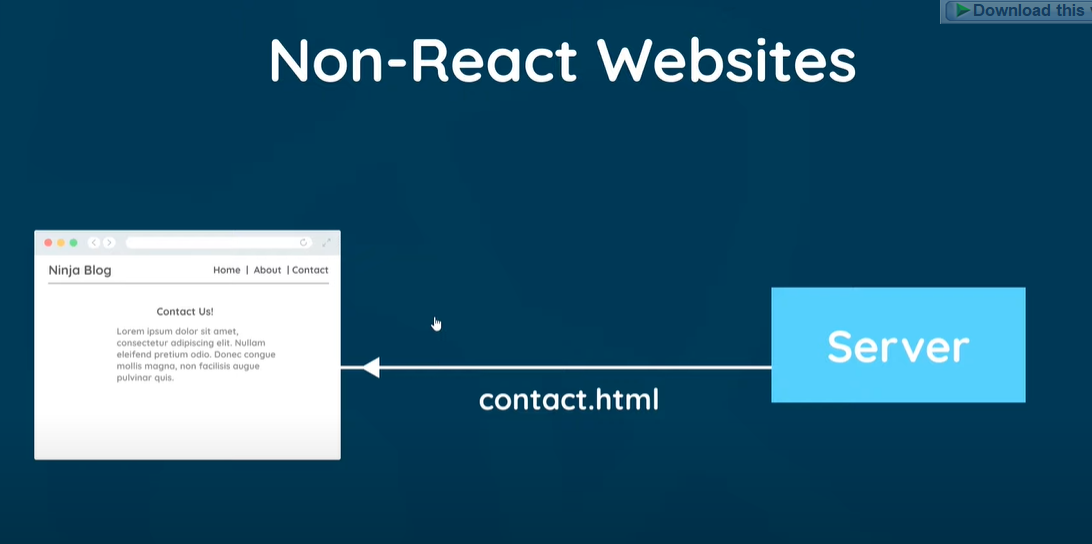 Download this
Non-React Websites
Ninja Blog
Home | About | Contact
Contact Us!
Lorem ipsum dolor sit amet,
consectetur adipiscing elit. Nullam
eleifend pretium odio. Donec congue
mollis magna, non facilisis augue
pulvinar quis.
Server
contact.html